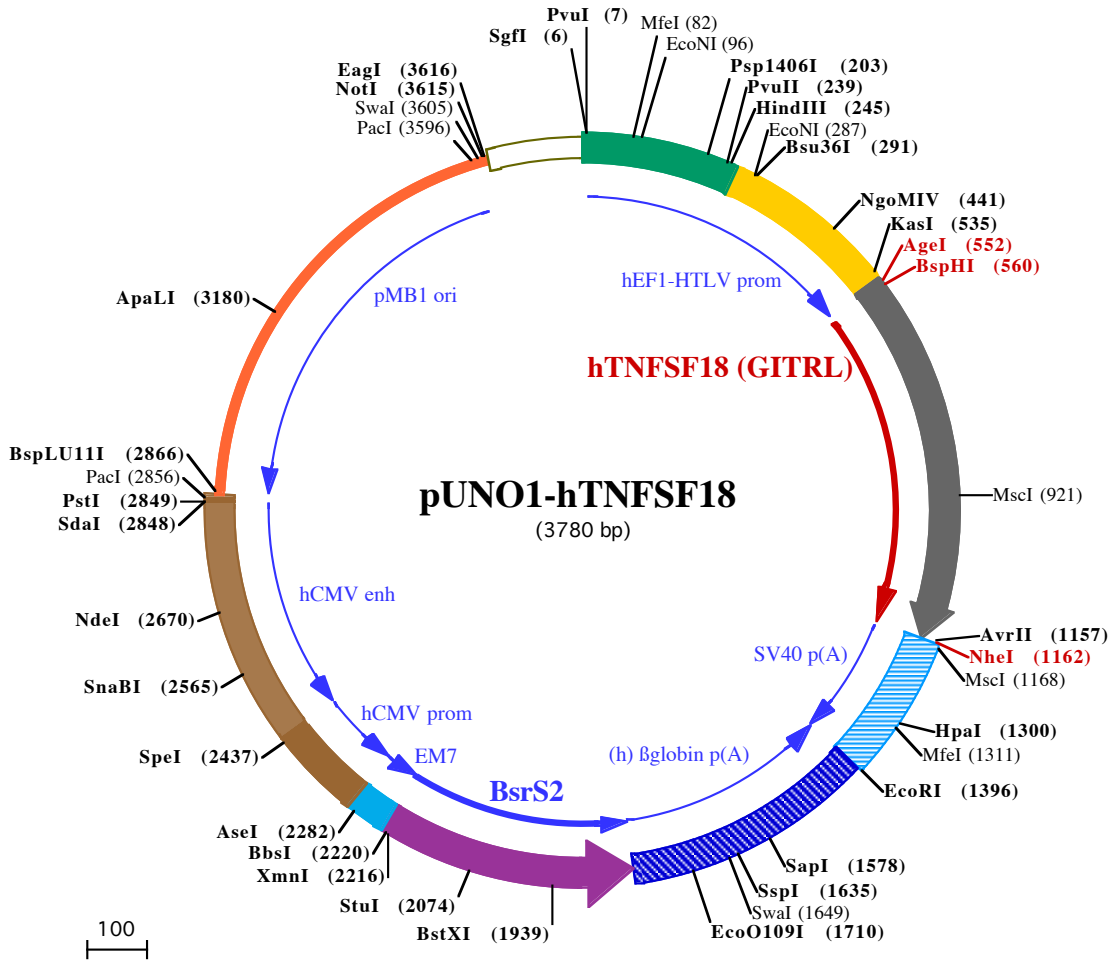 PvuI (7)
SgfI (6)
MfeI (82)
EcoNI (96)
Psp1406I (203)
PvuII (239)
HindIII (245)
EcoNI (287)
Bsu36I (291)
NgoMIV (441)
KasI (535)
AgeI (552)
BspHI (560)
MscI (921)
AvrII (1157)
NheI (1162)
MscI (1168)
HpaI (1300)
MfeI (1311)
EcoRI (1396)
SapI (1578)
SspI (1635)
SwaI (1649)
EcoO109I (1710)
BstXI (1939)
StuI (2074)
XmnI (2216)
BbsI (2220)
AseI (2282)
SpeI (2437)
SnaBI (2565)
NdeI (2670)
SdaI (2848)
PstI (2849)
PacI (2856)
BspLU11I (2866)
ApaLI (3180)
PacI (3596)
SwaI (3605)
NotI (3615)
EagI (3616)
hEF1-HTLV prom
pMB1 ori
hTNFSF18 (GITRL)
pUNO1-hTNFSF18
(3780 bp)
hCMV enh
SV40 p(A)
hCMV prom
(h) ßglobin p(A)
EM7
BsrS2
100